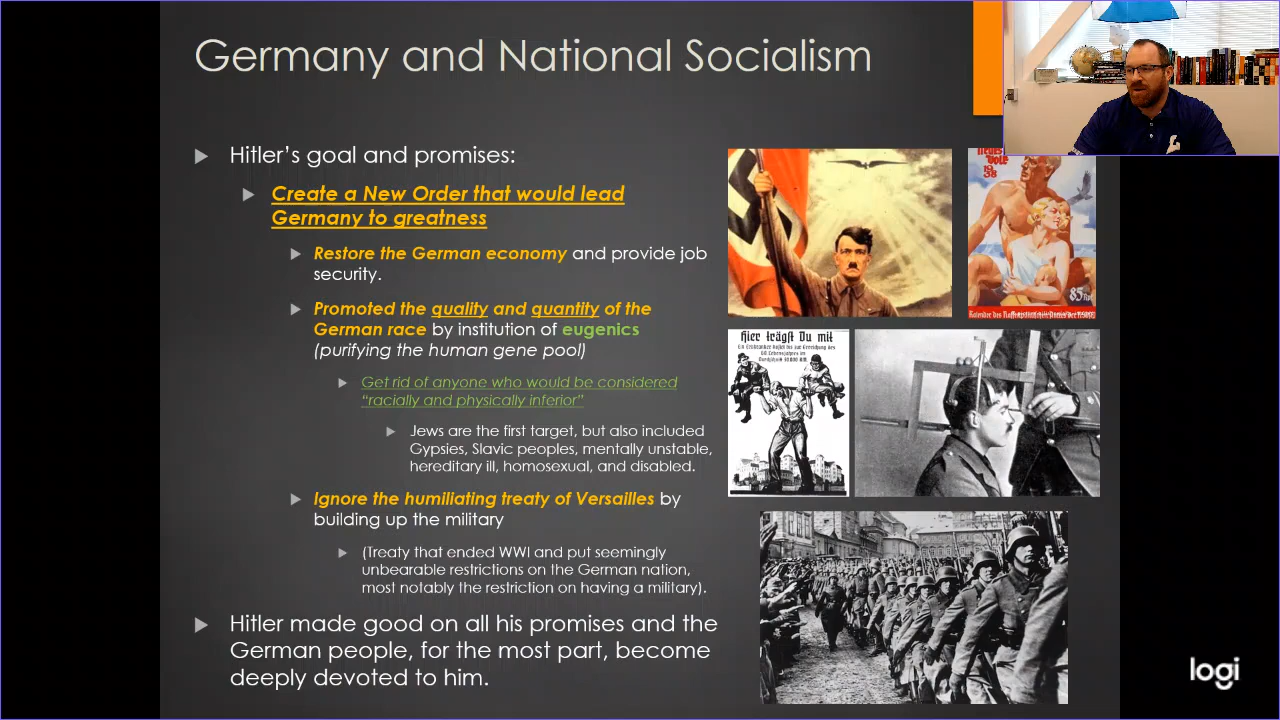 Germany and National Socialism
Hitler's goal and promises:
Create a New Order that would lead
Germany to greatness
Restore the German economy and provide job
security.
Promoted the quality and quantity of the
German race by institution of eugenics
(purifying the human gene pool)
Get rid of anyone who would be considered
"racially and physically inferior"
Jews are the first target, but also included
Gypsies, Slavic peoples, mentally unstable,
hereditary ill, homosexual, and disabled.
Ignore the humiliating treaty of Versailles by
building up the military
(Treaty that ended WWI and put seemingly
unbearable restrictions on the German nation,
most notably the restriction on having a military).
Hitler made good on all his promises and the
German people, for the most part, become
deeply devoted to him.
Volk
1938
85
Hier trägst Du mit
logi